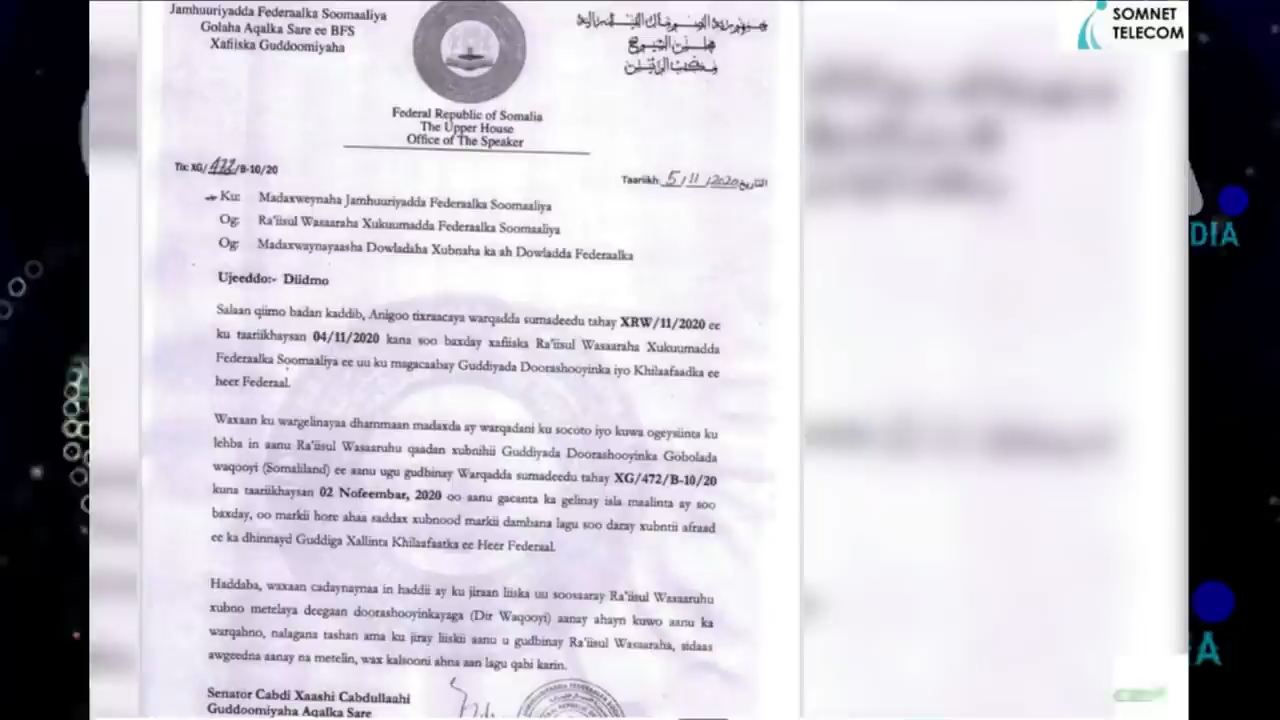 Jamhuuriyadda Federaalka Soomaaliya
Golaha Aqalka Sare ee BFS
Xafiiska Guddoomiyaha
Federal Republic of Somalia
The Upper House
Office of The Speaker
XG/472/B-10/20
Taariikh: 5/11/2020
Ku: Madaxweynaha Jamhuuriyadda Federaalka Soomaaliya
Og: Ra'iisul Wasaaraha Xukuumadda Federaalka Soomaaliya
Og: Madaxwaynayaasha Dowladaha Xubnaha ka ah Dowladda Federaalka
Ujeeddo:- Diidmo
Salaan qiimo badan kaddib, Anigoo tixraacaya warqadda sumadeedu tahay XRW/11/2020 ee
ku taariikhaysan 04/11/2020 kana soo baxday xafiiska Ra'iisul Wasaaraha Xukuumadda
Federaalka Soomaaliya ee uu ku magacaabay Guddiyada Doorashooyinka iyo Khilaafaadka ee
heer Federaal.
Waxaan ku wargelinayaa dhammaan madaxda ay warqadani ku socoto iyo kuwa ogeysiinta ku
lehba in aanu Ra'iisul Wasaaruhu qaadan xubnihii Guddiyada Doorashooyinka Gobolada
waqooyi (Somaliland) ee aanu ugu gudbinay Warqadda sumadeedu tahay XG/472/B-10/20
kuna taariikhaysan 02 Nofeembar, 2020 oo aanu gacanta ka gelinay isla maalinta ay soo
baxday, oo markii hore ahaa saddax xubnood markii dambana lagu soo daray xubntii afraad
ee ka dhinnayd Guddiga Xallinta Khilaafaatka ee Heer Federaal.
Haddaba, waxaan cadaynaynaa in haddii ay ku jiraan liiska uu soosaaray Ra'iisul Wasaaruhu
xubno metelaya deegaan doorashooyinkayaga (Dir Waqooyi) aanay ahayn kuwo aanu ka
warqabno, nalagana tashan ama ku jiray liiskii aanu u gudbinay Ra'iisul Wasaaraha, sidaas
awgeedna aanay na metelin, wax kalsooni ahna aan lagu qabi karin.
Senator Cabdi Xaashi Cabdullaahi
Guddoomiyaha Aqalka Sare
SOMNET
TELECOM
DIA
A